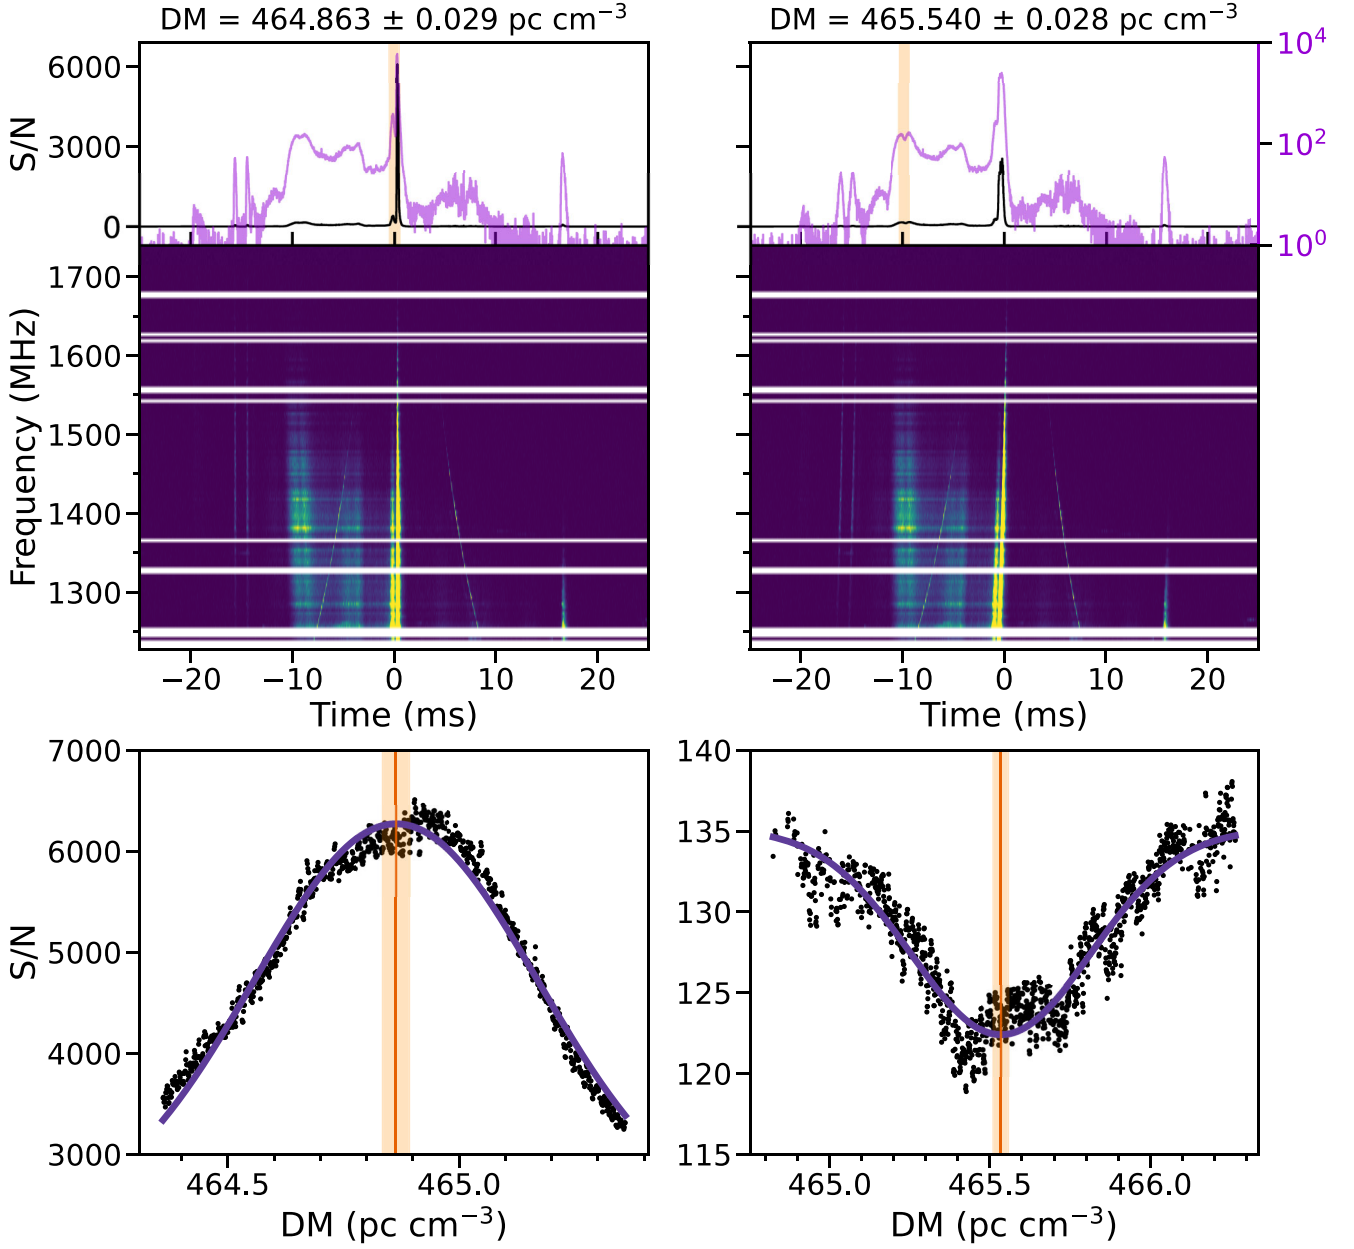 DM = 464.863 ± 0.029 pc cm⁻³
DM = 465.540 ± 0.028 pc cm⁻³
S/N
6000
3000
0
10⁴
10²
10⁰
Frequency (MHz)
1700
1600
1500
1400
1300
−20 −10 0 10 20
−20 −10 0 10 20
Time (ms)
Time (ms)
S/N
7000
6000
5000
4000
3000
140
135
130
125
120
115
464.5 465.0
465.0 465.5 466.0
DM (pc cm⁻³)
DM (pc cm⁻³)